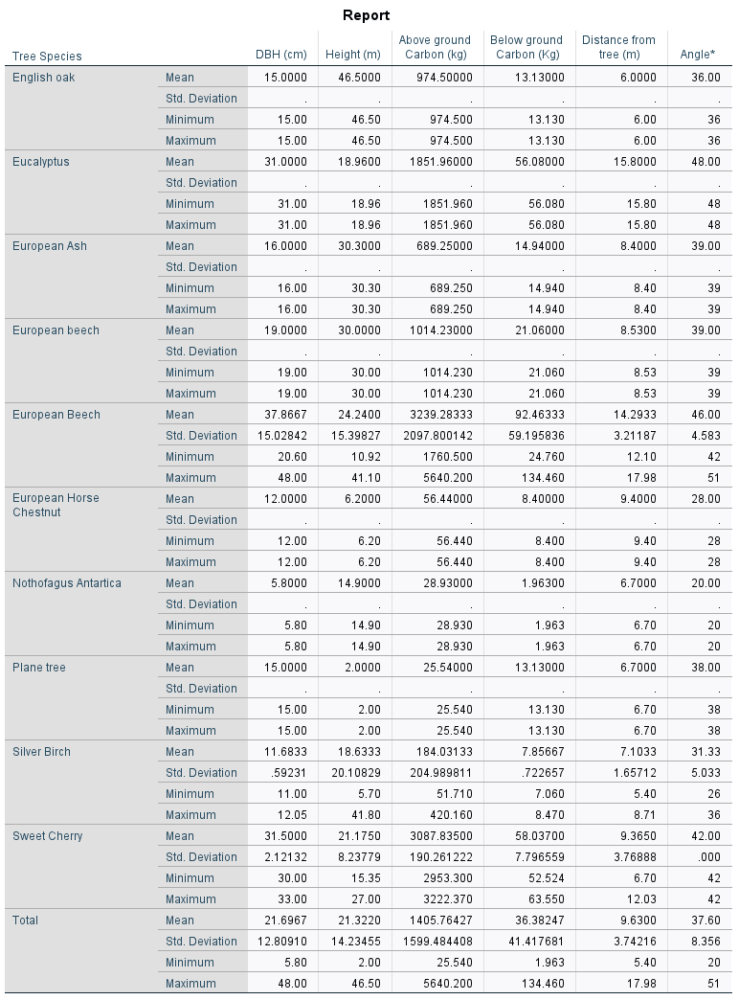 Report
Tree Species DBH (cm) Height (m) Above ground Carbon (kg) Below ground Carbon (Kg) Distance from tree (m) Angle*
English oak Mean 15.0000 46.5000 974.50000 13.13000 6.0000 36.00
Std. Deviation . . . . . .
Minimum 15.00 46.50 974.500 13.130 6.00 36
Maximum 15.00 46.50 974.500 13.130 6.00 36
Eucalyptus Mean 31.0000 18.9600 1851.96000 56.08000 15.8000 48.00
Std. Deviation . . . . . .
Minimum 31.00 18.96 1851.960 56.080 15.80 48
Maximum 31.00 18.96 1851.960 56.080 15.80 48
European Ash Mean 16.0000 30.3000 689.25000 14.94000 8.4000 39.00
Std. Deviation . . . . . .
Minimum 16.00 30.30 689.250 14.940 8.40 39
Maximum 16.00 30.30 689.250 14.940 8.40 39
European beech Mean 19.0000 30.0000 1014.23000 21.06000 8.5300 39.00
Std. Deviation . . . . . .
Minimum 19.00 30.00 1014.230 21.060 8.53 39
Maximum 19.00 30.00 1014.230 21.060 8.53 39
European Beech Mean 37.8667 24.2400 3239.28333 92.46333 14.2933 46.00
Std. Deviation 15.02842 15.39827 2097.800142 59.195836 3.21187 4.583
Minimum 20.60 10.92 1760.500 24.760 12.10 42
Maximum 48.00 41.10 5640.200 134.460 17.98 51
European Horse Chestnut Mean 12.0000 6.2000 56.44000 8.40000 9.4000 28.00
Std. Deviation . . . . . .
Minimum 12.00 6.20 56.440 8.400 9.40 28
Maximum 12.00 6.20 56.440 8.400 9.40 28
Nothofagus Antartica Mean 5.8000 14.9000 28.93000 1.96300 6.7000 20.00
Std. Deviation . . . . . .
Minimum 5.80 14.90 28.930 1.963 6.70 20
Maximum 5.80 14.90 28.930 1.963 6.70 20
Plane tree Mean 15.0000 2.0000 25.54000 13.13000 6.7000 38.00
Std. Deviation . . . . . .
Minimum 15.00 2.00 25.540 13.130 6.70 38
Maximum 15.00 2.00 25.540 13.130 6.70 38
Silver Birch Mean 11.6833 18.6333 184.03133 7.85667 7.1033 31.33
Std. Deviation .59231 20.10829 204.989811 .722657 1.65712 5.033
Minimum 11.00 5.70 51.710 7.060 5.40 26
Maximum 12.05 41.80 420.160 8.470 8.71 36
Sweet Cherry Mean 31.5000 21.1750 3087.83500 58.03700 9.3650 42.00
Std. Deviation 2.12132 8.23779 190.261222 7.796559 3.76888 .000
Minimum 30.00 15.35 2953.300 52.524 6.70 42
Maximum 33.00 27.00 3222.370 63.550 12.03 42
Total Mean 21.6967 21.3220 1405.76427 36.38247 9.6300 37.60
Std. Deviation 12.80910 14.23455 1599.484408 41.417681 3.74216 8.356
Minimum 5.80 2.00 25.540 1.963 5.40 20
Maximum 48.00 46.50 5640.200 134.460 17.98 51